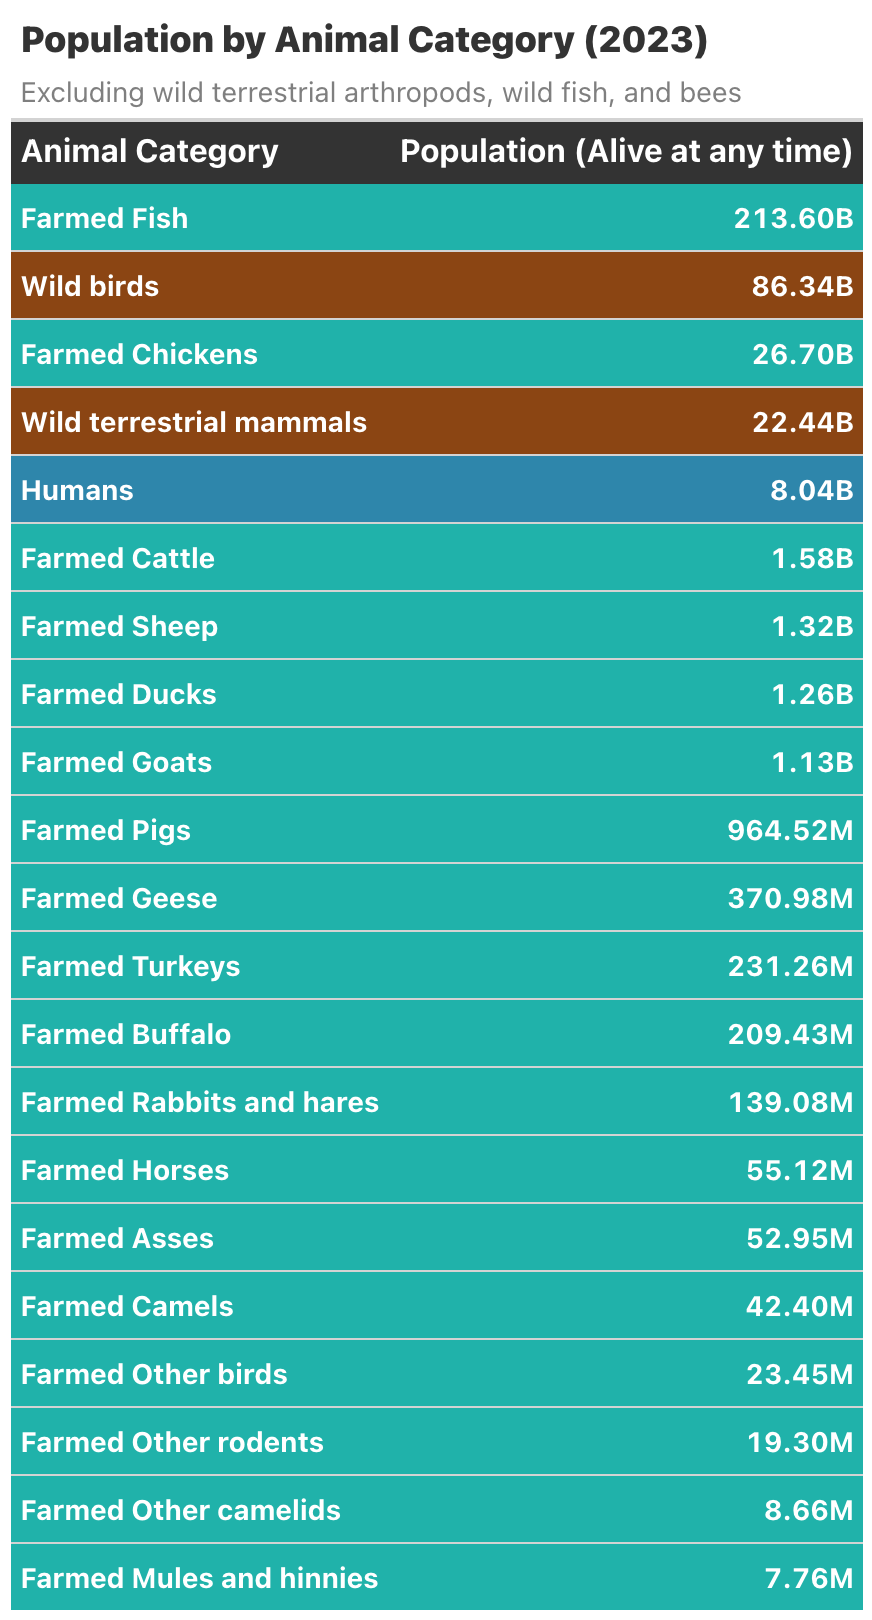 Population by Animal Category (2023)
Excluding wild terrestrial arthropods, wild fish, and bees
Animal Category Population (Alive at any time)
Farmed Fish 213.60B
Wild birds 86.34B
Farmed Chickens 26.70B
Wild terrestrial mammals 22.44B
Humans 8.04B
Farmed Cattle 1.58B
Farmed Sheep 1.32B
Farmed Ducks 1.26B
Farmed Goats 1.13B
Farmed Pigs 964.52M
Farmed Geese 370.98M
Farmed Turkeys 231.26M
Farmed Buffalo 209.43M
Farmed Rabbits and hares 139.08M
Farmed Horses 55.12M
Farmed Asses 52.95M
Farmed Camels 42.40M
Farmed Other birds 23.45M
Farmed Other rodents 19.30M
Farmed Other camelids 8.66M
Farmed Mules and hinnies 7.76M